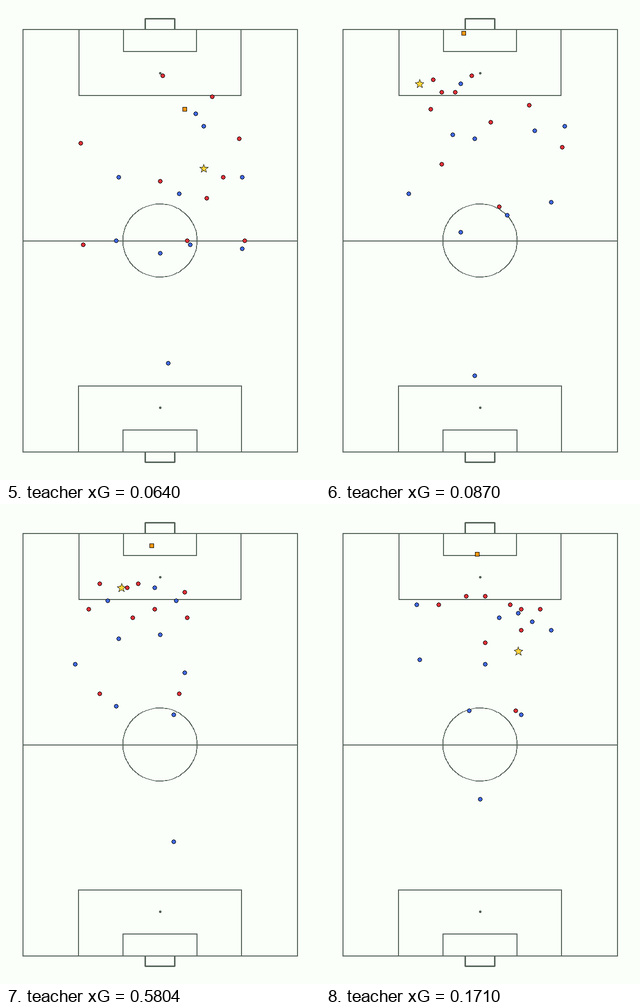 5. teacher xG = 0.0640
6. teacher xG = 0.0870
7. teacher xG = 0.5804
8. teacher xG = 0.1710